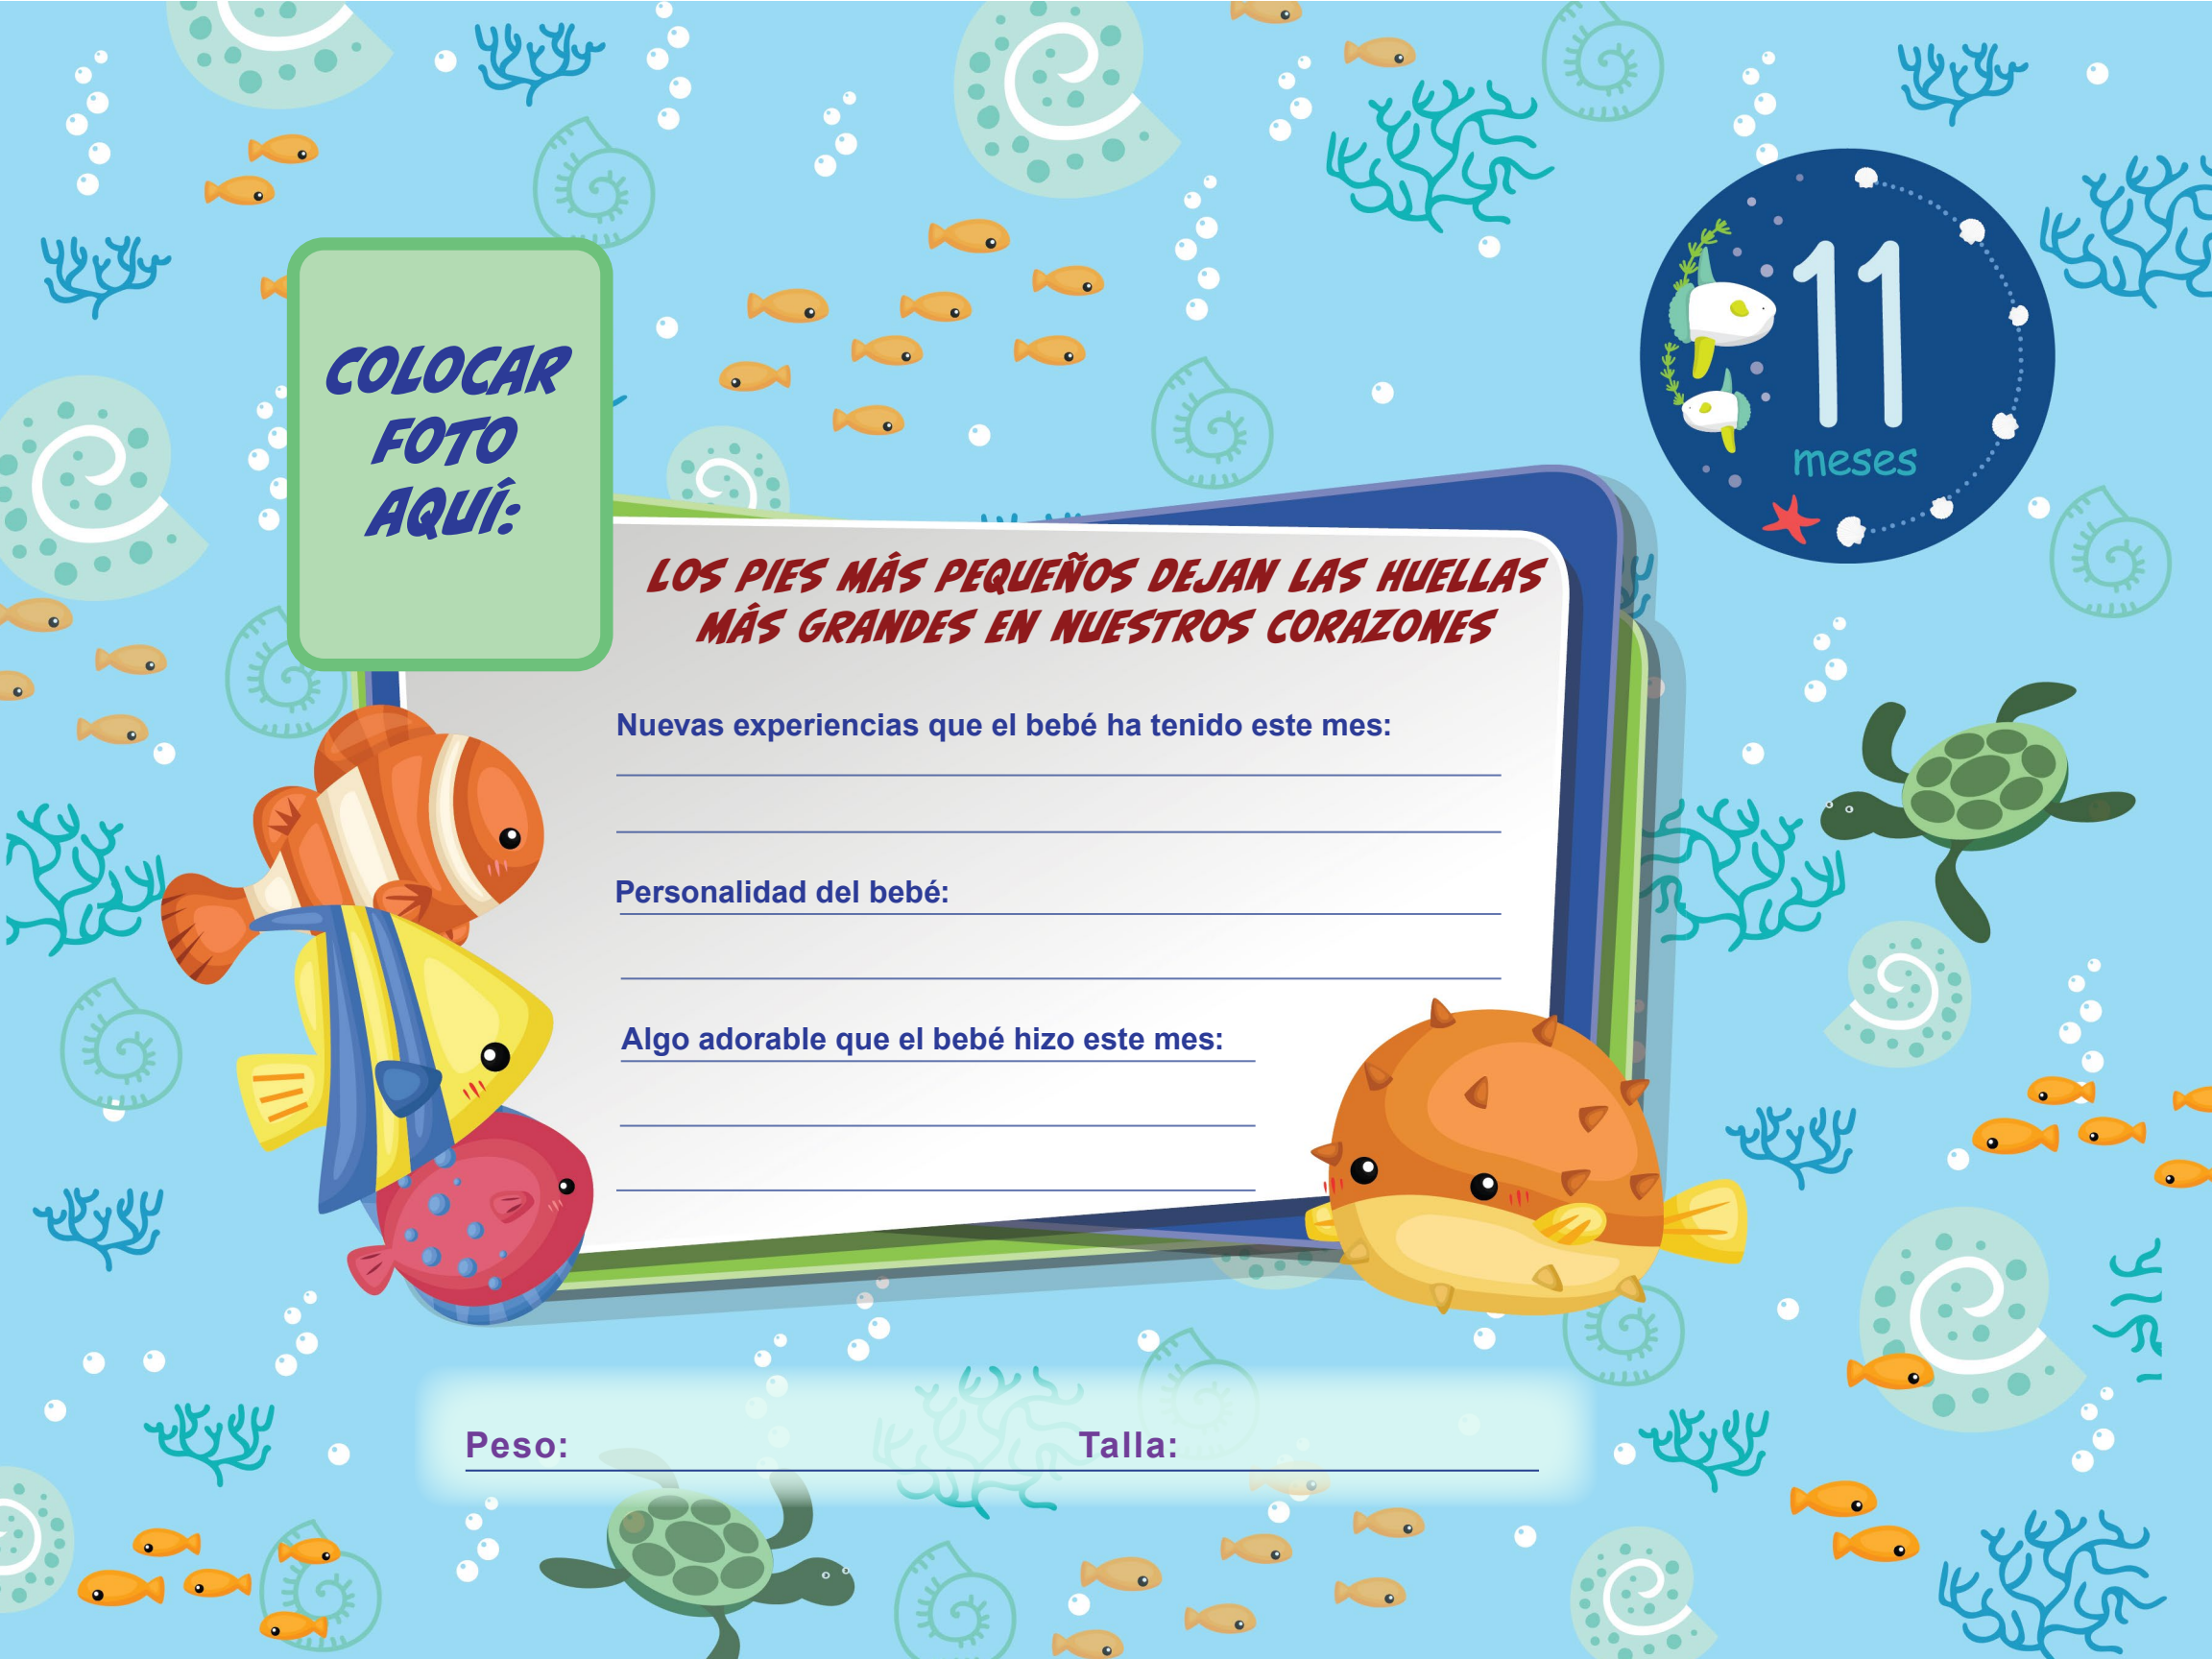 COLOCAR
FOTO
AQUÍ:
11
meses
LOS PIES MÁS PEQUEÑOS DEJAN LAS HUELLAS
MÁS GRANDES EN NUESTROS CORAZONES
Nuevas experiencias que el bebé ha tenido este mes:
Personalidad del bebé:
Algo adorable que el bebé hizo este mes:
Peso: Talla: